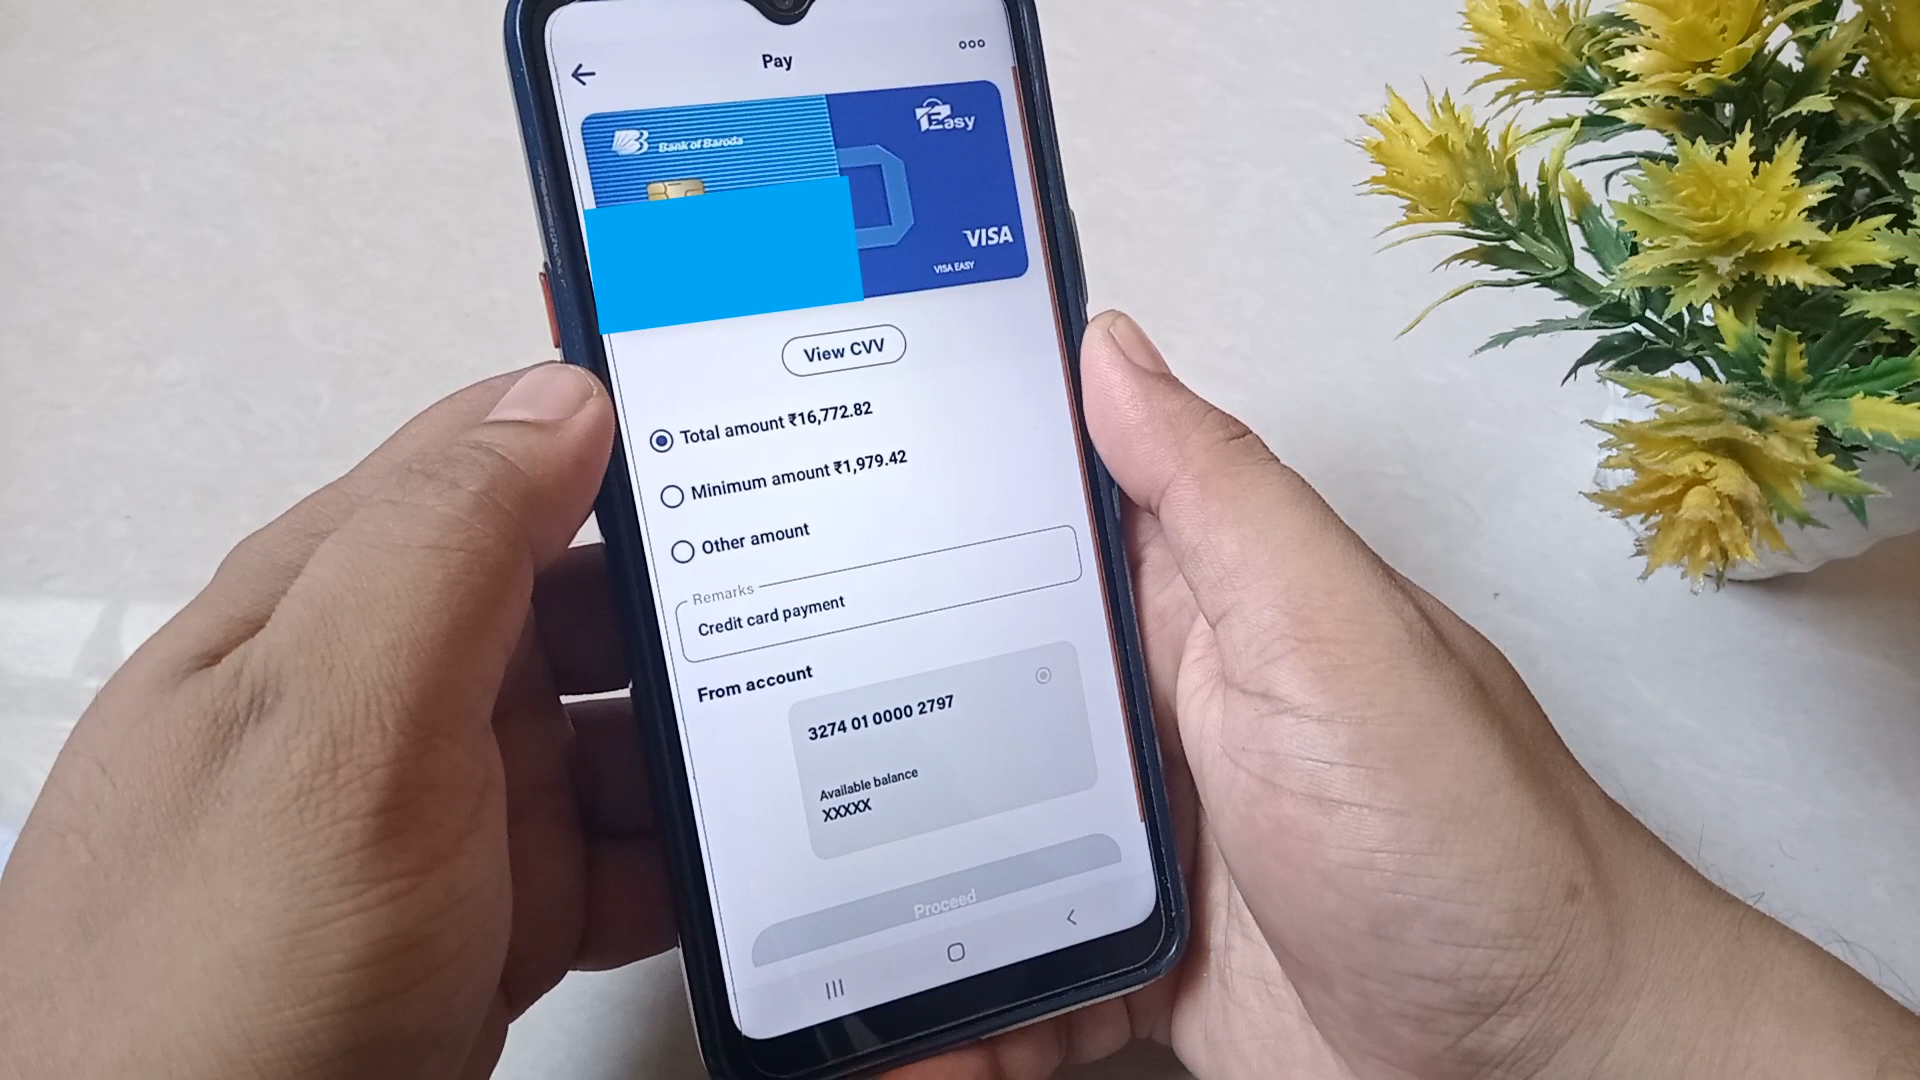 Pay
Bank of Baroda
Easy
VISA
VISA EASY
View CVV
Total amount ₹16,772.82
Minimum amount ₹1,979.42
Other amount
Remarks
Credit card payment
From account
3274 01 0000 2797
Available balance
XXXXX
Proceed